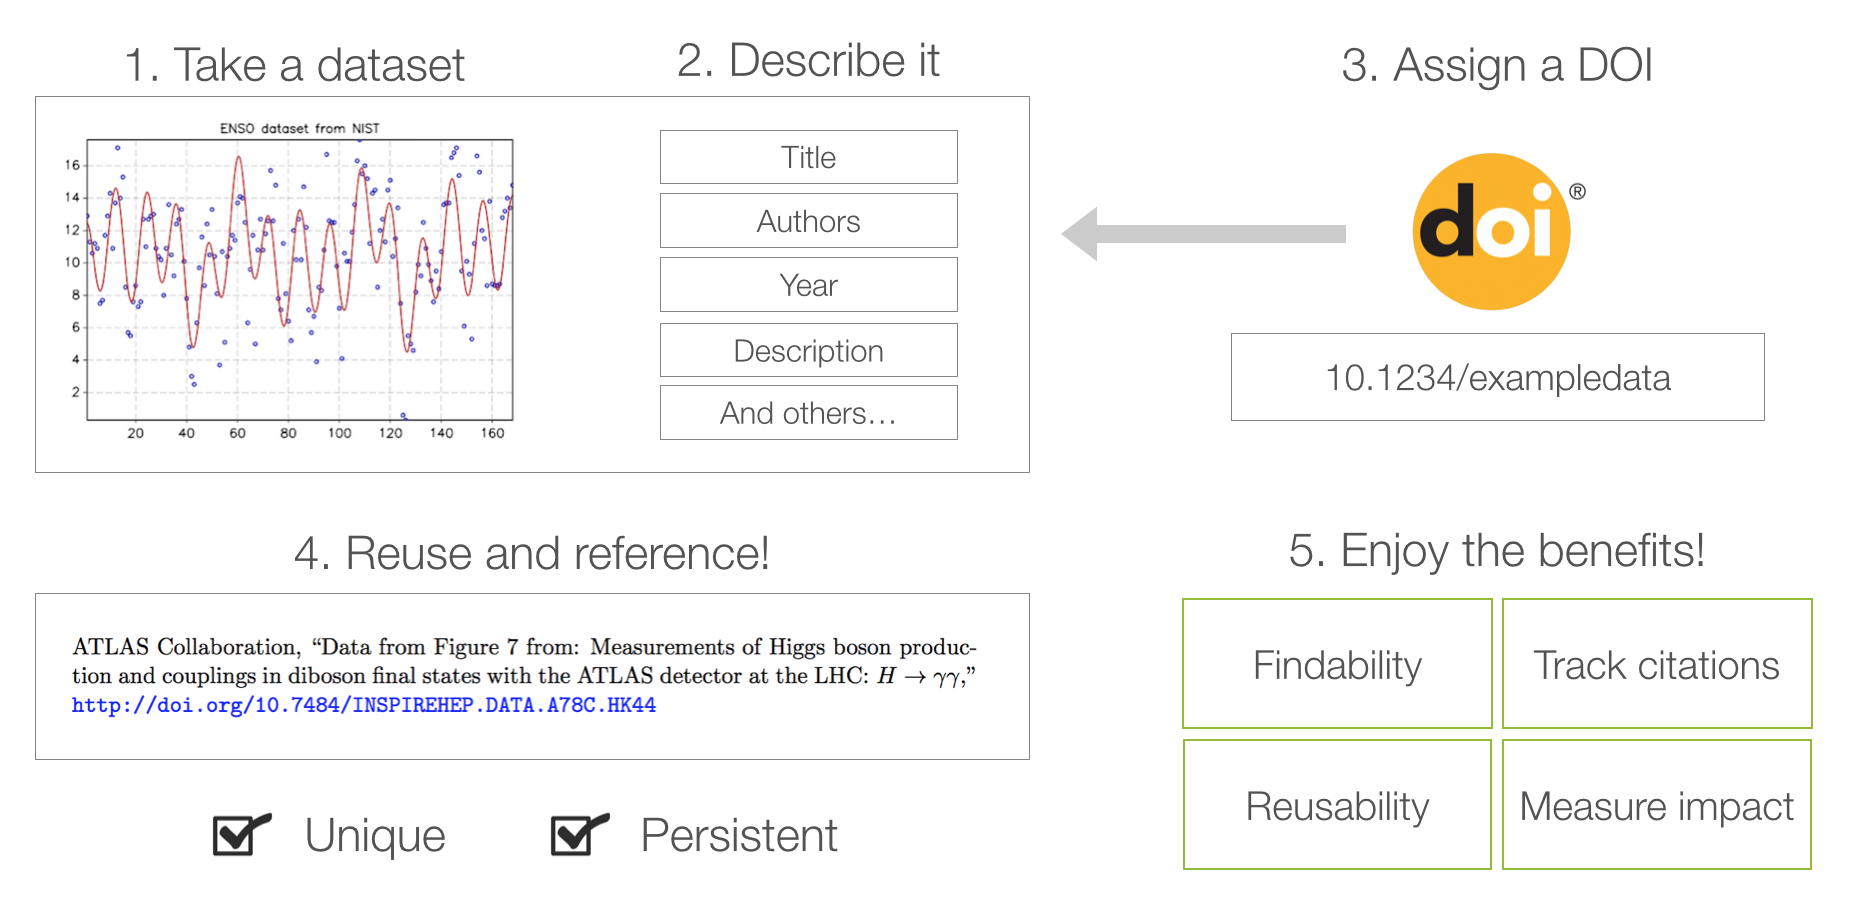 1. Take a dataset
2. Describe it
3. Assign a DOI
ENSO dataset from NIST
16
14
12
10
8
6
4
2
20 40 60 80 100 120 140 160
Title
Authors
Year
Description
And others…
doi®
10.1234/exampledata
4. Reuse and reference!
ATLAS Collaboration, “Data from Figure 7 from: Measurements of Higgs boson produc-
tion and couplings in diboson final states with the ATLAS detector at the LHC: H → γγ,”
http://doi.org/10.7484/INSPIREHEP.DATA.A78C.HK44
Unique
Persistent
5. Enjoy the benefits!
Findability
Track citations
Reusability
Measure impact